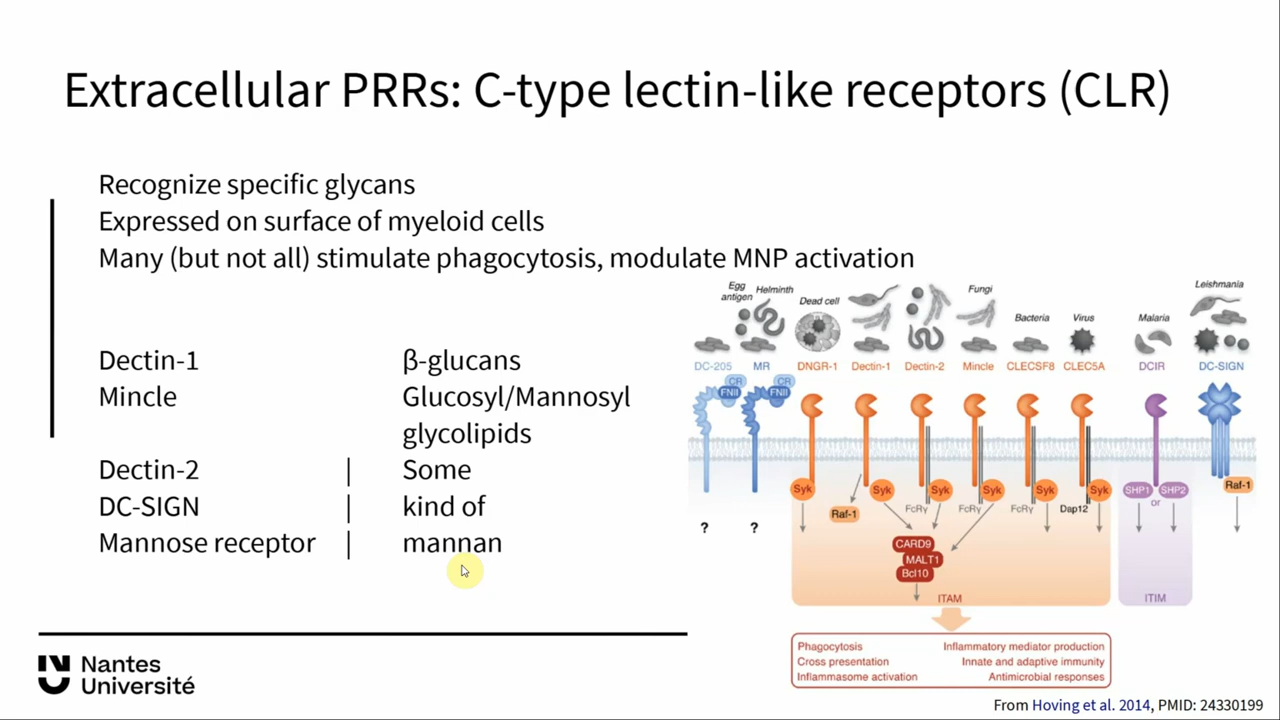 Extracellular PRRs: C-type lectin-like receptors (CLR)
Recognize specific glycans
Expressed on surface of myeloid cells
Many (but not all) stimulate phagocytosis, modulate MNP activation
Dectin-1 β-glucans
Mincle Glucosyl/Mannosyl
glycolipids
Dectin-2 | Some
DC-SIGN | kind of
Mannose receptor | mannan
Egg
antigen
Helminth
Dead cell
Fungi
Bacteria
Virus
Malaria
Leishmania
DC-205 MR DNGR-1 Dectin-1 Dectin-2 Mincle CLECSF8 CLEC5A DCIR DC-SIGN
CR CR
FNII FNII
Syk Syk Syk Syk Syk Syk SHP1 SHP2 Raf-1
or
Raf-1 FcRγ FcRγ FcRγ Dap12
? ?
CARD9
MALT1
Bcl10
ITAM ITIM
Phagocytosis Inflammatory mediator production
Cross presentation Innate and adaptive immunity
Inflammasome activation Antimicrobial responses
Nantes
Université
From Hoving et al. 2014, PMID: 24330199